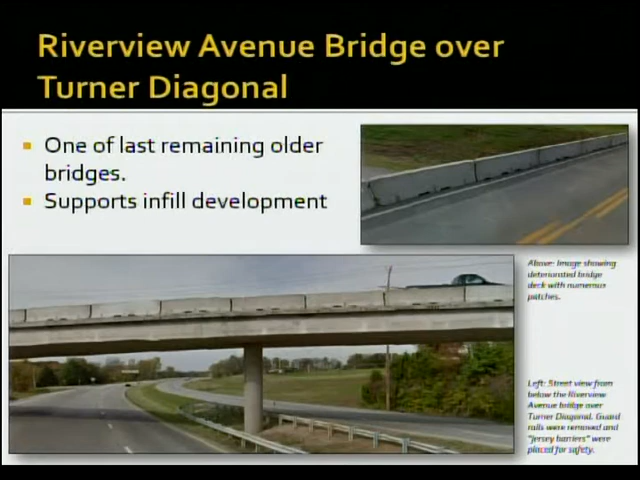 Riverview Avenue Bridge over
Turner Diagonal
One of last remaining older
bridges.
Supports infill development
Above: Image showing
deteriorated bridge
deck with numerous
patches.
Left: Street view from
below the Riverview
Avenue bridge over
Turner Diagonal. Guard
rails were removed and
"jersey barriers" were
placed for safety.